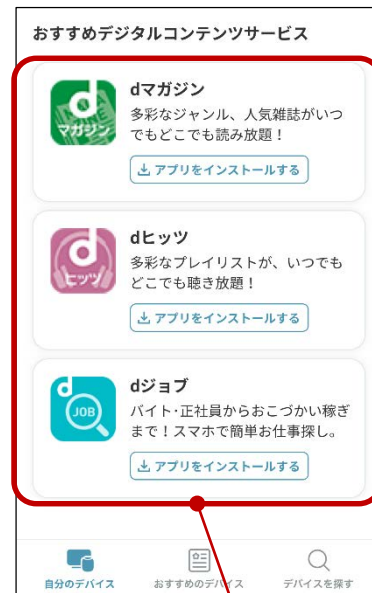 おすすめデジタルコンテンツサービス
d
マガジン
dマガジン
多彩なジャンル、人気雑誌がいつ
でもどこでも読み放題！
アプリをインストールする
d
ヒッツ
dヒッツ
多彩なプレイリストが、いつでも
どこでも聴き放題！
アプリをインストールする
d
JOB
dジョブ
バイト･正社員からおこづかい稼ぎ
まで！スマホで簡単お仕事探し。
アプリをインストールする
自分のデバイス
おすすめのデバイス
デバイスを探す